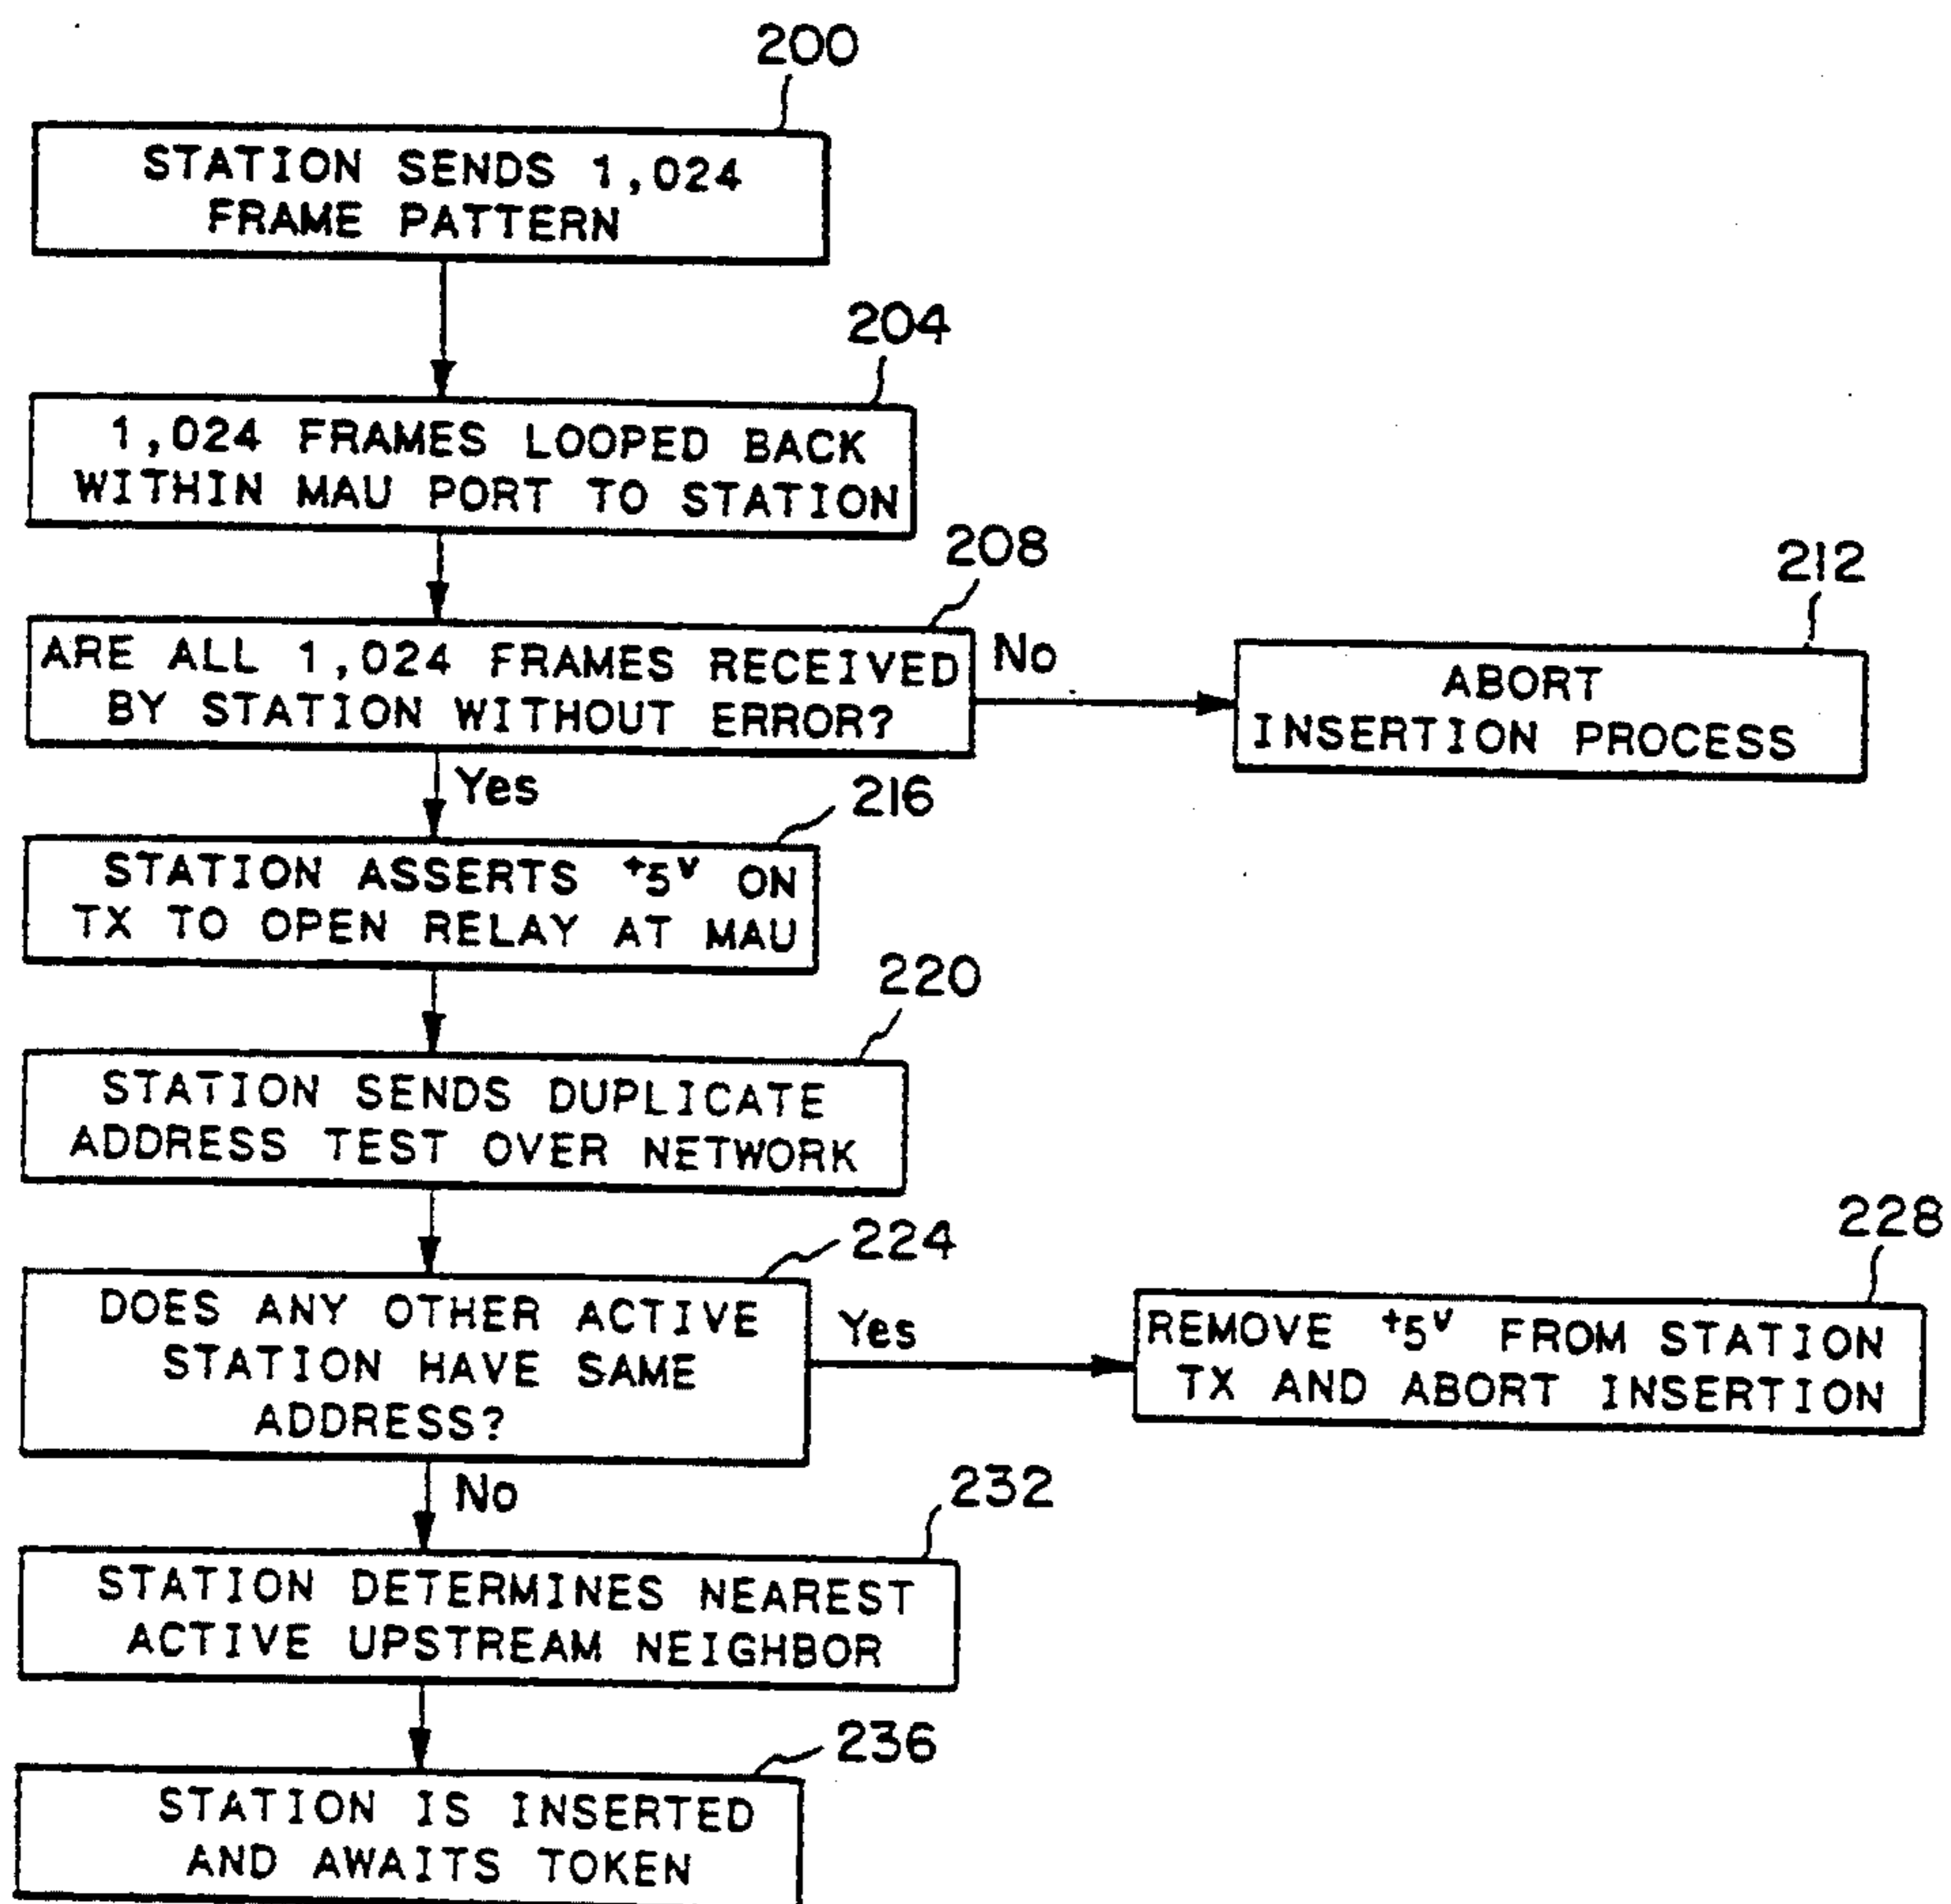 200
STATION SENDS 1,024
FRAME PATTERN
204
1,024 FRAMES LOOPED BACK
WITHIN MAU PORT TO STATION
208
ARE ALL 1,024 FRAMES RECEIVED
BY STATION WITHOUT ERROR?
No
212
ABORT
INSERTION PROCESS
Yes
216
STATION ASSERTS +5V ON
TX TO OPEN RELAY AT MAU
220
STATION SENDS DUPLICATE
ADDRESS TEST OVER NETWORK
224
DOES ANY OTHER ACTIVE
STATION HAVE SAME
ADDRESS?
Yes
228
REMOVE +5V FROM STATION
TX AND ABORT INSERTION
No
232
STATION DETERMINES NEAREST
ACTIVE UPSTREAM NEIGHBOR
236
STATION IS INSERTED
AND AWAITS TOKEN